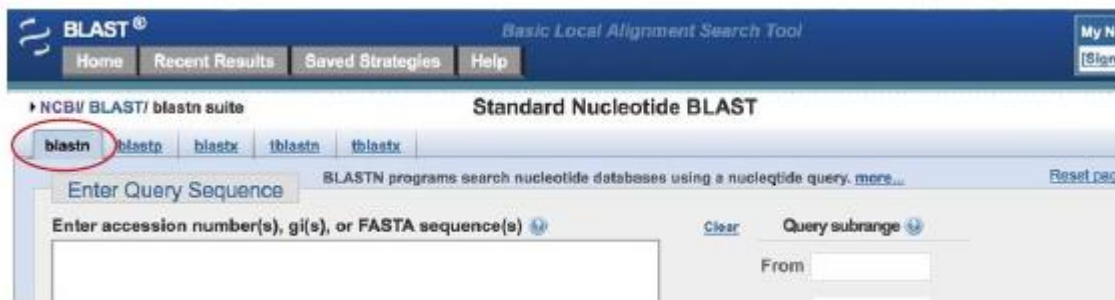 BLAST® Basic Local Alignment Search Tool My N
Home Recent Results Saved Strategies Help [Sign
NCBI/ BLAST/ blastn suite Standard Nucleotide BLAST
blastn blastp blastx tblastn tblastx
Enter Query Sequence BLASTN programs search nucleotide databases using a nucleotide query. more... Reset pag
Enter accession number(s), gi(s), or FASTA sequence(s) Clear Query subrange
From